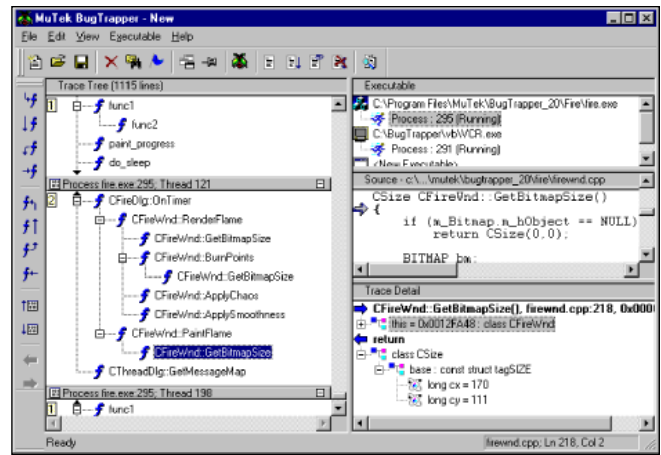 MuTek BugTrapper - New
File Edit View Executable Help
Trace Tree (1115 lines)
1 func1
func2
paint_progress
do_sleep
Process fire.exe:295; Thread 121
2 CFireDlg::OnTimer
CFireWnd::RenderFlame
CFireWnd::GetBitmapSize
CFireWnd::BurnPoints
CFireWnd::GetBitmapSize
CFireWnd::ApplyChaos
CFireWnd::ApplySmoothness
CFireWnd::PaintFlame
CFireWnd::GetBitmapSize
CThreadDlg::GetMessageMap
Process fire.exe:295; Thread 198
1 func1
Executable
C:\Program Files\MuTek\BugTrapper_20\Fire\fire.exe
Process : 295 (Running)
C:\BugTrapper\vb\VCR.exe
Process : 291 (Running)
<New Executable>
Source - c:\...\mutek\bugtrapper_20\fire\firewnd.cpp
CSize CFireWnd::GetBitmapSize()
{
if (m_Bitmap.m_hObject == NULL)
return CSize(0,0);
BITMAP bm;
Trace Detail
CFireWnd::GetBitmapSize(), firewnd.cpp:218, 0x000
this = 0x0012FA48 : class CFireWnd
return
class CSize
base : const struct tagSIZE
long cx = 170
long cy = 111
Ready
firewnd.cpp; Ln 218, Col 2